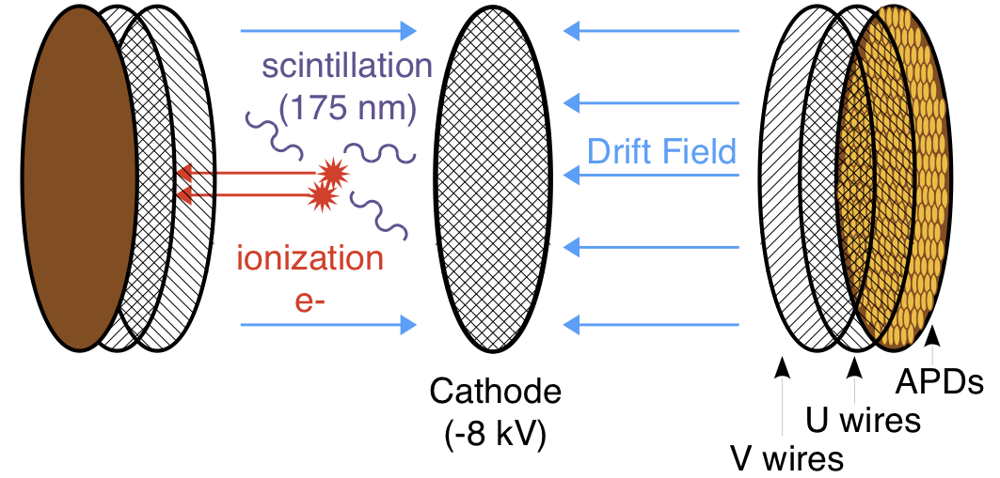 scintillation
(175 nm)
Drift Field
ionization
e-
Cathode
(-8 kV)
APDs
U wires
V wires